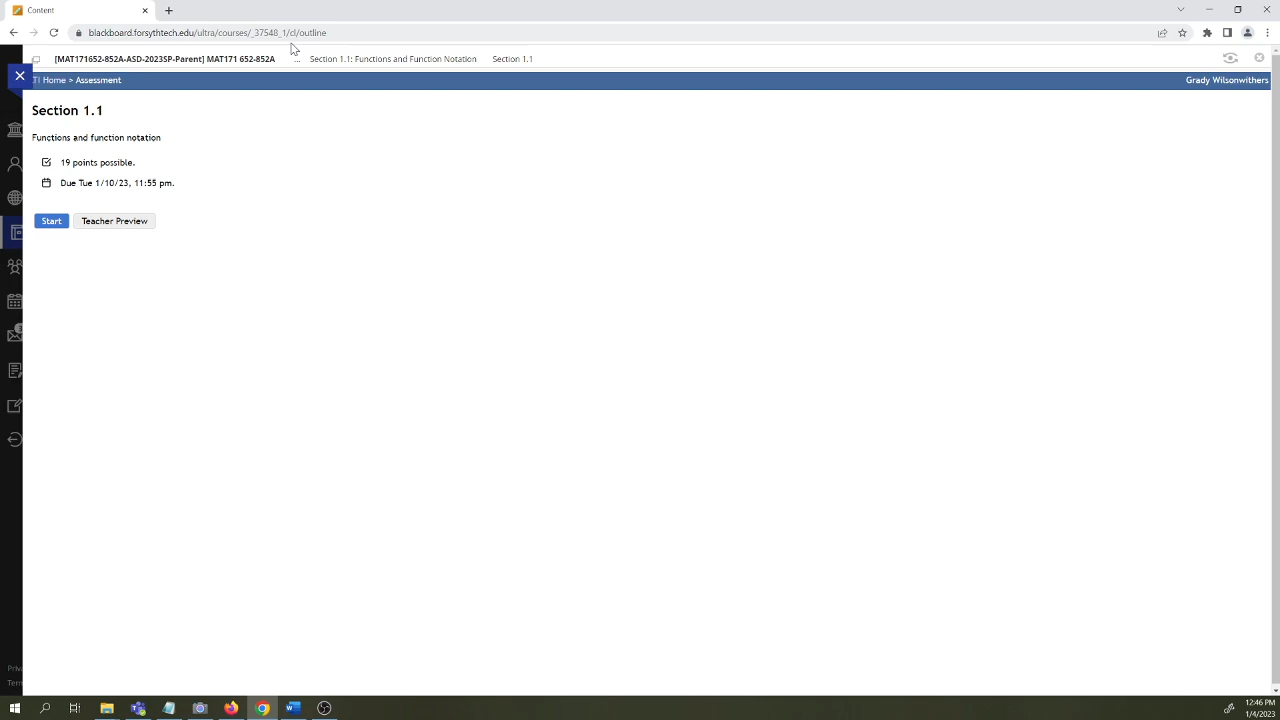 Content
blackboard.forsythtech.edu/ultra/courses/_37548_1/cl/outline
[MAT171652-852A-ASD-2023SP-Parent] MAT171 652-852A ... Section 1.1: Functions and Function Notation Section 1.1
TI Home > Assessment Grady Wilsonwithers
Section 1.1
Functions and function notation
19 points possible.
Due Tue 1/10/23, 11:55 pm.
Start Teacher Preview
Priva
Term
12:46 PM
1/4/2023